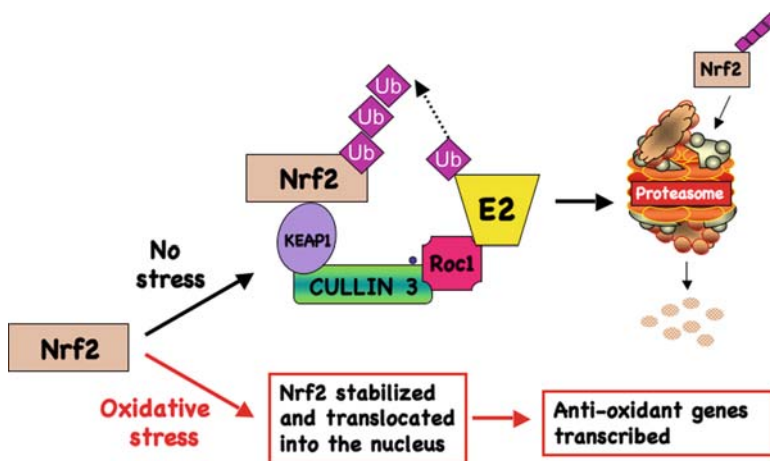 Nrf2
No
stress
Oxidative
stress
Nrf2
Ub
Ub
Ub
Ub
E2
KEAP1
CULLIN 3
Roc1
Nrf2
Proteasome
Nrf2 stabilized
and translocated
into the nucleus
Anti-oxidant genes
transcribed